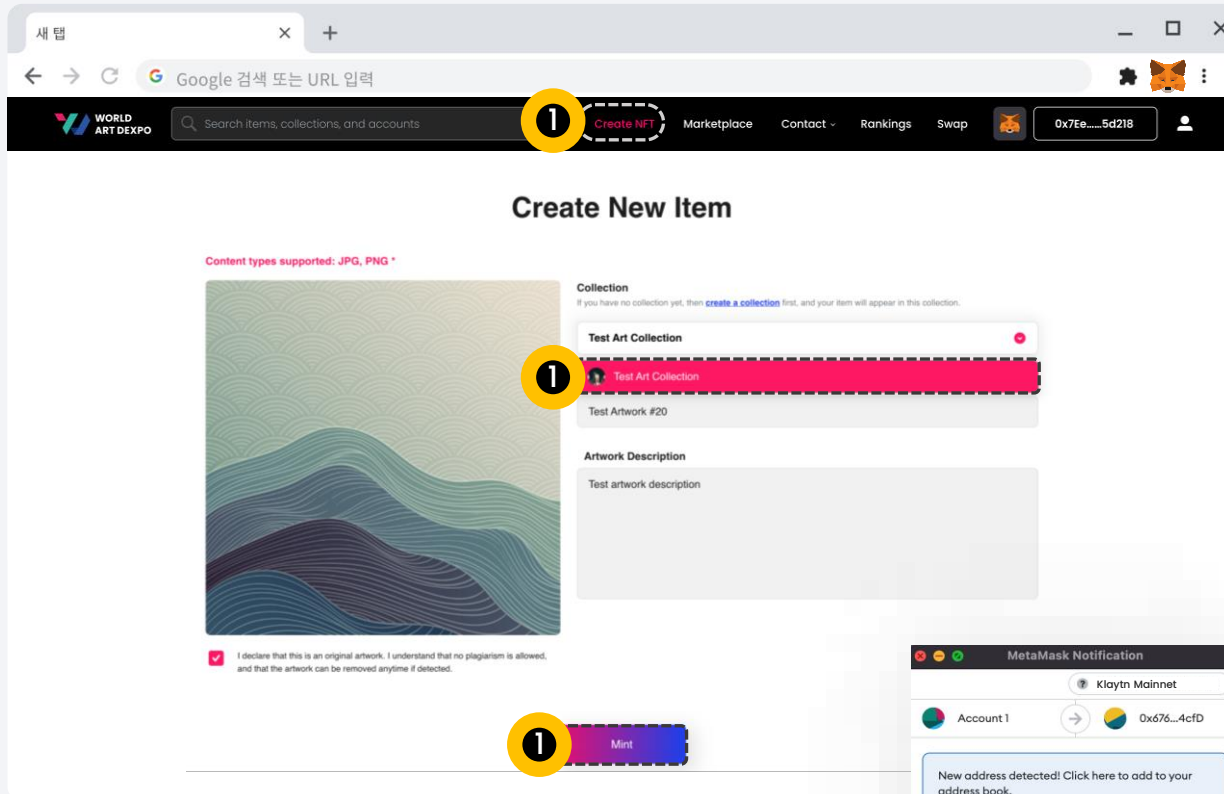 새 탭
Google 검색 또는 URL 입력
WORLD
ART DEXPO
Search items, collections, and accounts
1
Create NFT
Marketplace
Contact
Rankings
Swap
0x7Ee......5d218
Create New Item
Content types supported: JPG, PNG *
Collection
If you have no collection yet, then create a collection first, and your item will appear in this collection.
Test Art Collection
1
Test Art Collection
Test Artwork #20
Artwork Description
Test artwork description
I declare that this is an original artwork. I understand that no plagiarism is allowed,
and that the artwork can be removed anytime if detected.
1
Mint
MetaMask Notification
? Klaytn Mainnet
Account 1
0x676...4cfD
New address detected! Click here to add to your
address book.